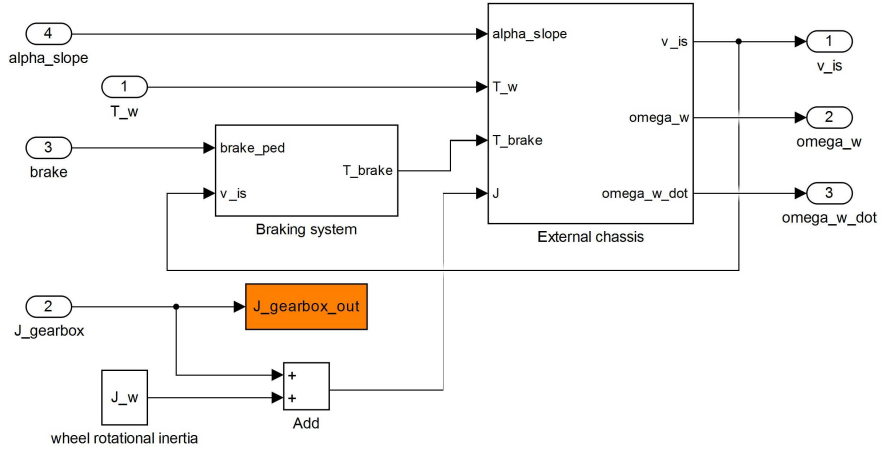 4
alpha_slope
alpha_slope
v_is
1
v_is
1
T_w
T_w
omega_w
2
omega_w
3
brake
brake_ped
T_brake
T_brake
v_is
J
omega_w_dot
3
omega_w_dot
Braking system
External chassis
2
J_gearbox
J_gearbox_out
J_w
+
+
Add
wheel rotational inertia